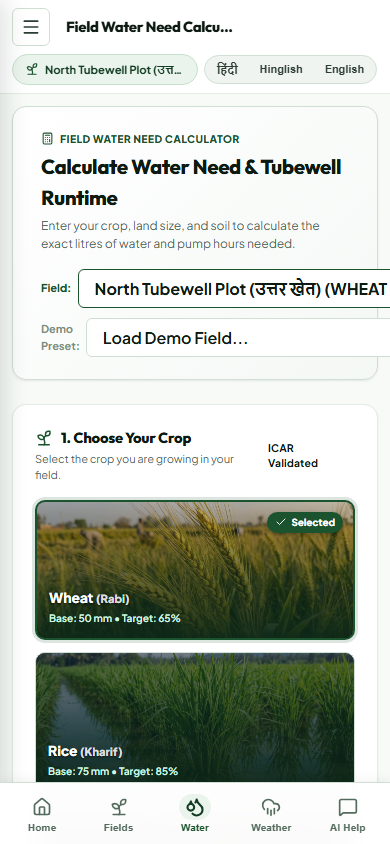 Field Water Need Calcu...
North Tubewell Plot (उत्त...
हिंदी
Hinglish
English
FIELD WATER NEED CALCULATOR
Calculate Water Need & Tubewell
Runtime
Enter your crop, land size, and soil to calculate the
exact litres of water and pump hours needed.
Field:
North Tubewell Plot (उत्तर खेत) (WHEAT
Demo
Preset:
Load Demo Field...
1. Choose Your Crop
Select the crop you are growing in your
field.
ICAR
Validated
Selected
Wheat (Rabi)
Base: 50 mm • Target: 65%
Rice (Kharif)
Base: 75 mm • Target: 85%
Home
Fields
Water
Weather
AI Help